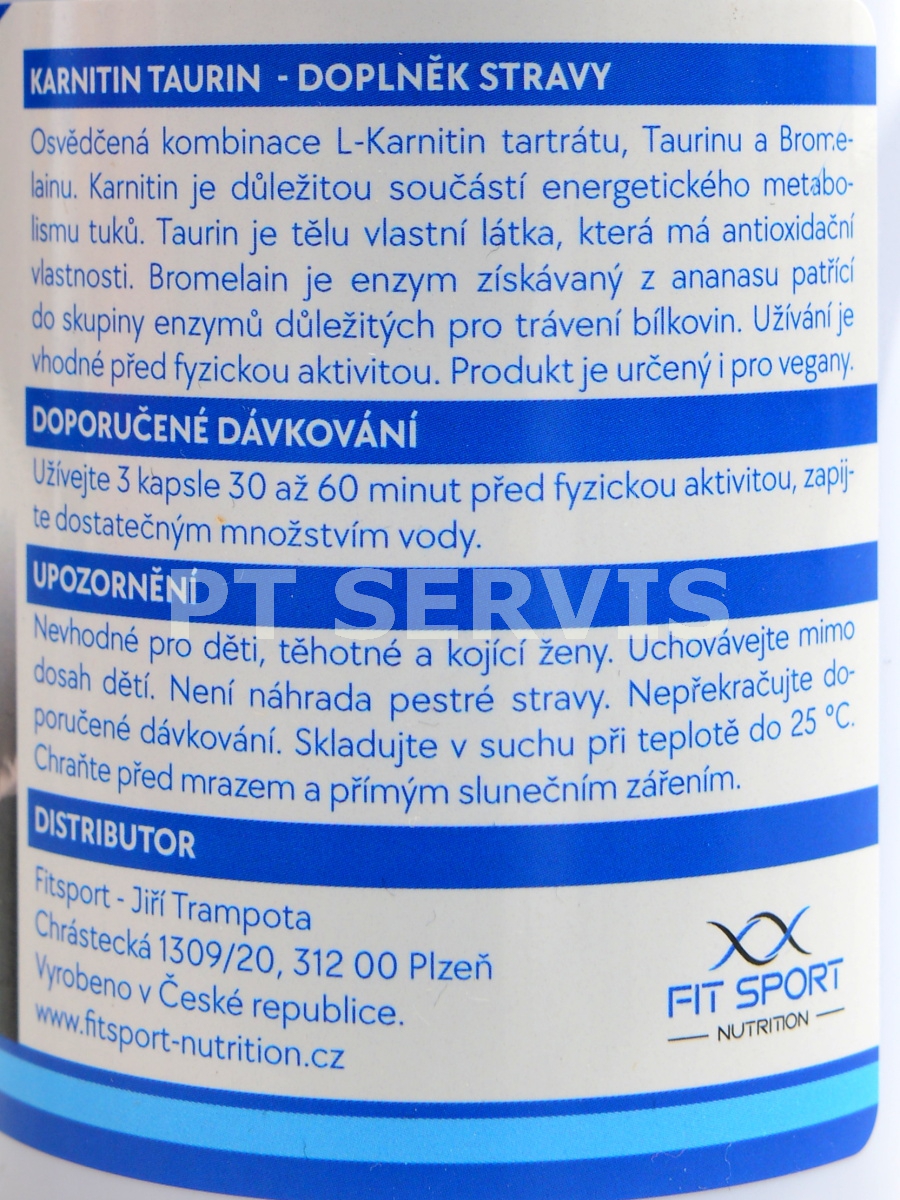 KARNITIN TAURIN - DOPLNĚK STRAVY
Osvědčená kombinace L-Karnitin tartrátu, Taurinu a Brome-
lainu. Karnitin je důležitou součástí energetického metabo-
lismu tuků. Taurin je tělu vlastní látka, která má antioxidační
vlastnosti. Bromelain je enzym získávaný z ananasu patřící
do skupiny enzymů důležitých pro trávení bílkovin. Užívání je
vhodné před fyzickou aktivitou. Produkt je určený i pro vegany.
DOPORUČENÉ DÁVKOVÁNÍ
Užívejte 3 kapsle 30 až 60 minut před fyzickou aktivitou, zapij-
te dostatečným množstvím vody.
UPOZORNĚNÍ
PT SERVIS
Nevhodné pro děti, těhotné a kojící ženy. Uchovávejte mimo
dosah dětí. Není náhrada pestré stravy. Nepřekračujte do-
poručené dávkování. Skladujte v suchu při teplotě do 25 °C.
Chraňte před mrazem a přímým slunečním zářením.
DISTRIBUTOR
Fitsport - Jiří Trampota
Chrástecká 1309/20, 312 00 Plzeň
Vyrobeno v České republice.
www.fitsport-nutrition.cz
FIT SPORT
NUTRITION